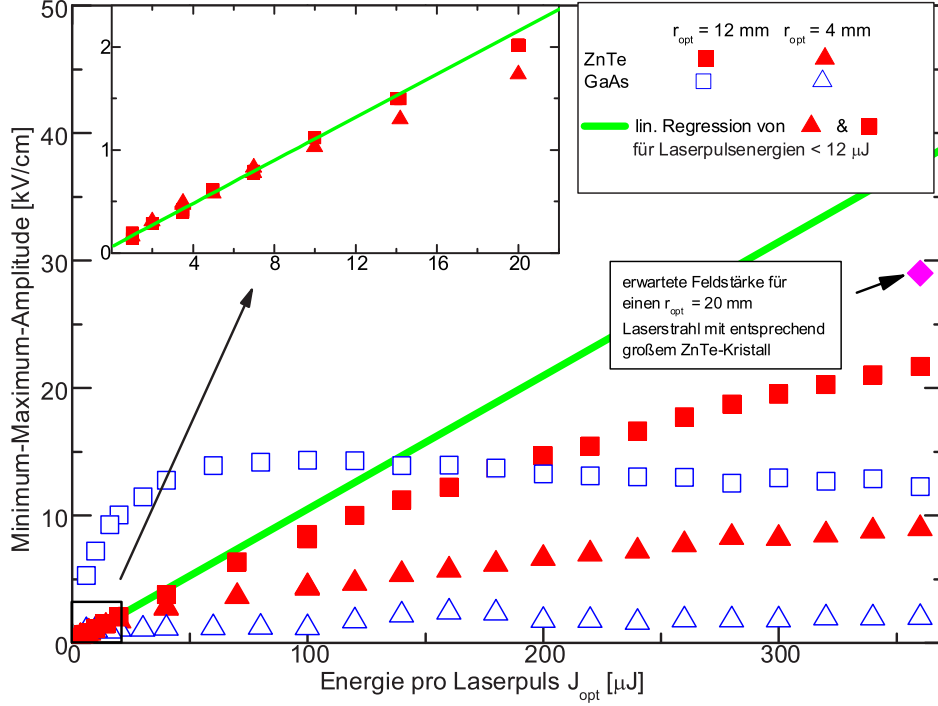 50
40
30
20
10
0
Minimum-Maximum-Amplitude [kV/cm]
2
1
0
4
8
12
16
20
r_opt = 12 mm r_opt = 4 mm
ZnTe
GaAs
lin. Regression von & 
für Laserpulsenergien < 12 μJ
erwartete Feldstärke für
einen r_opt = 20 mm
Laserstrahl mit entsprechend
großem ZnTe-Kristall
0
100
200
300
Energie pro Laserpuls J_opt [μJ]